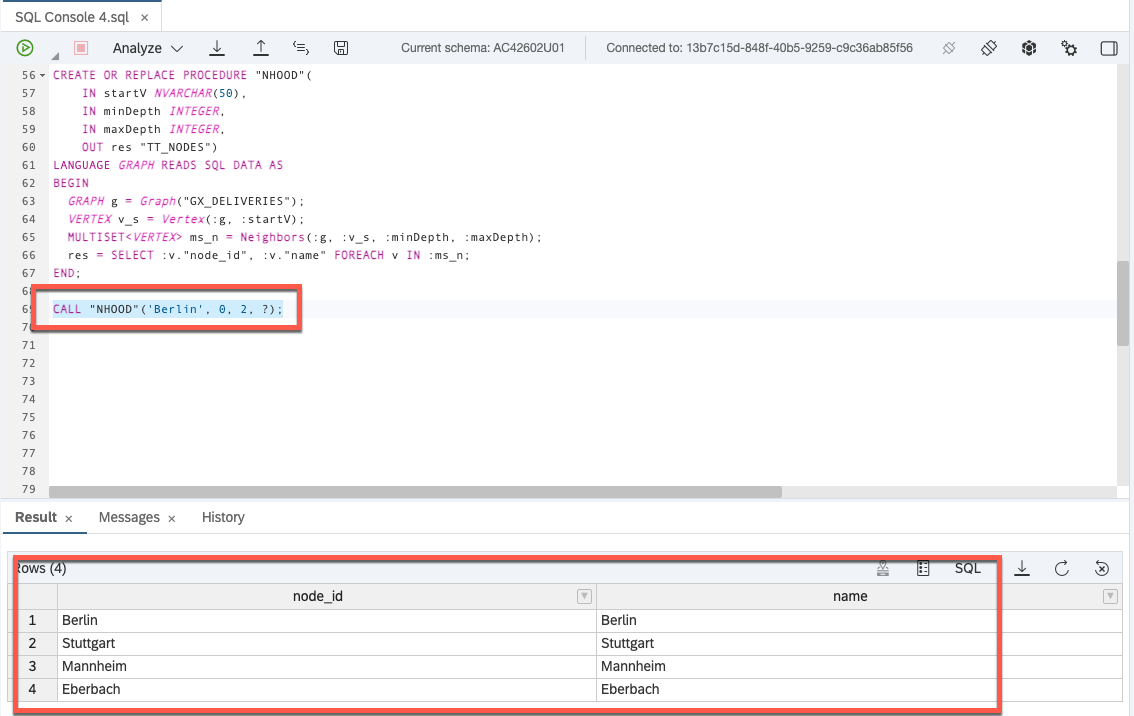 SQL Console 4.sql ×
Analyze
Current schema: AC42602U01
Connected to: 13b7c15d-848f-40b5-9259-c9c36ab85f56
56 CREATE OR REPLACE PROCEDURE "NHOOD"(
57 IN startV NVARCHAR(50),
58 IN minDepth INTEGER,
59 IN maxDepth INTEGER,
60 OUT res "TT_NODES")
61 LANGUAGE GRAPH READS SQL DATA AS
62 BEGIN
63 GRAPH g = Graph("GX_DELIVERIES");
64 VERTEX v_s = Vertex(:g, :startV);
65 MULTISET<VERTEX> ms_n = Neighbors(:g, :v_s, :minDepth, :maxDepth);
66 res = SELECT :v."node_id", :v."name" FOREACH v IN :ms_n;
67 END;
68
69 CALL "NHOOD"('Berlin', 0, 2, ?);
70
71
72
73
74
75
76
77
78
79
Result × Messages × History
Rows (4) SQL
node_id name
1 Berlin Berlin
2 Stuttgart Stuttgart
3 Mannheim Mannheim
4 Eberbach Eberbach